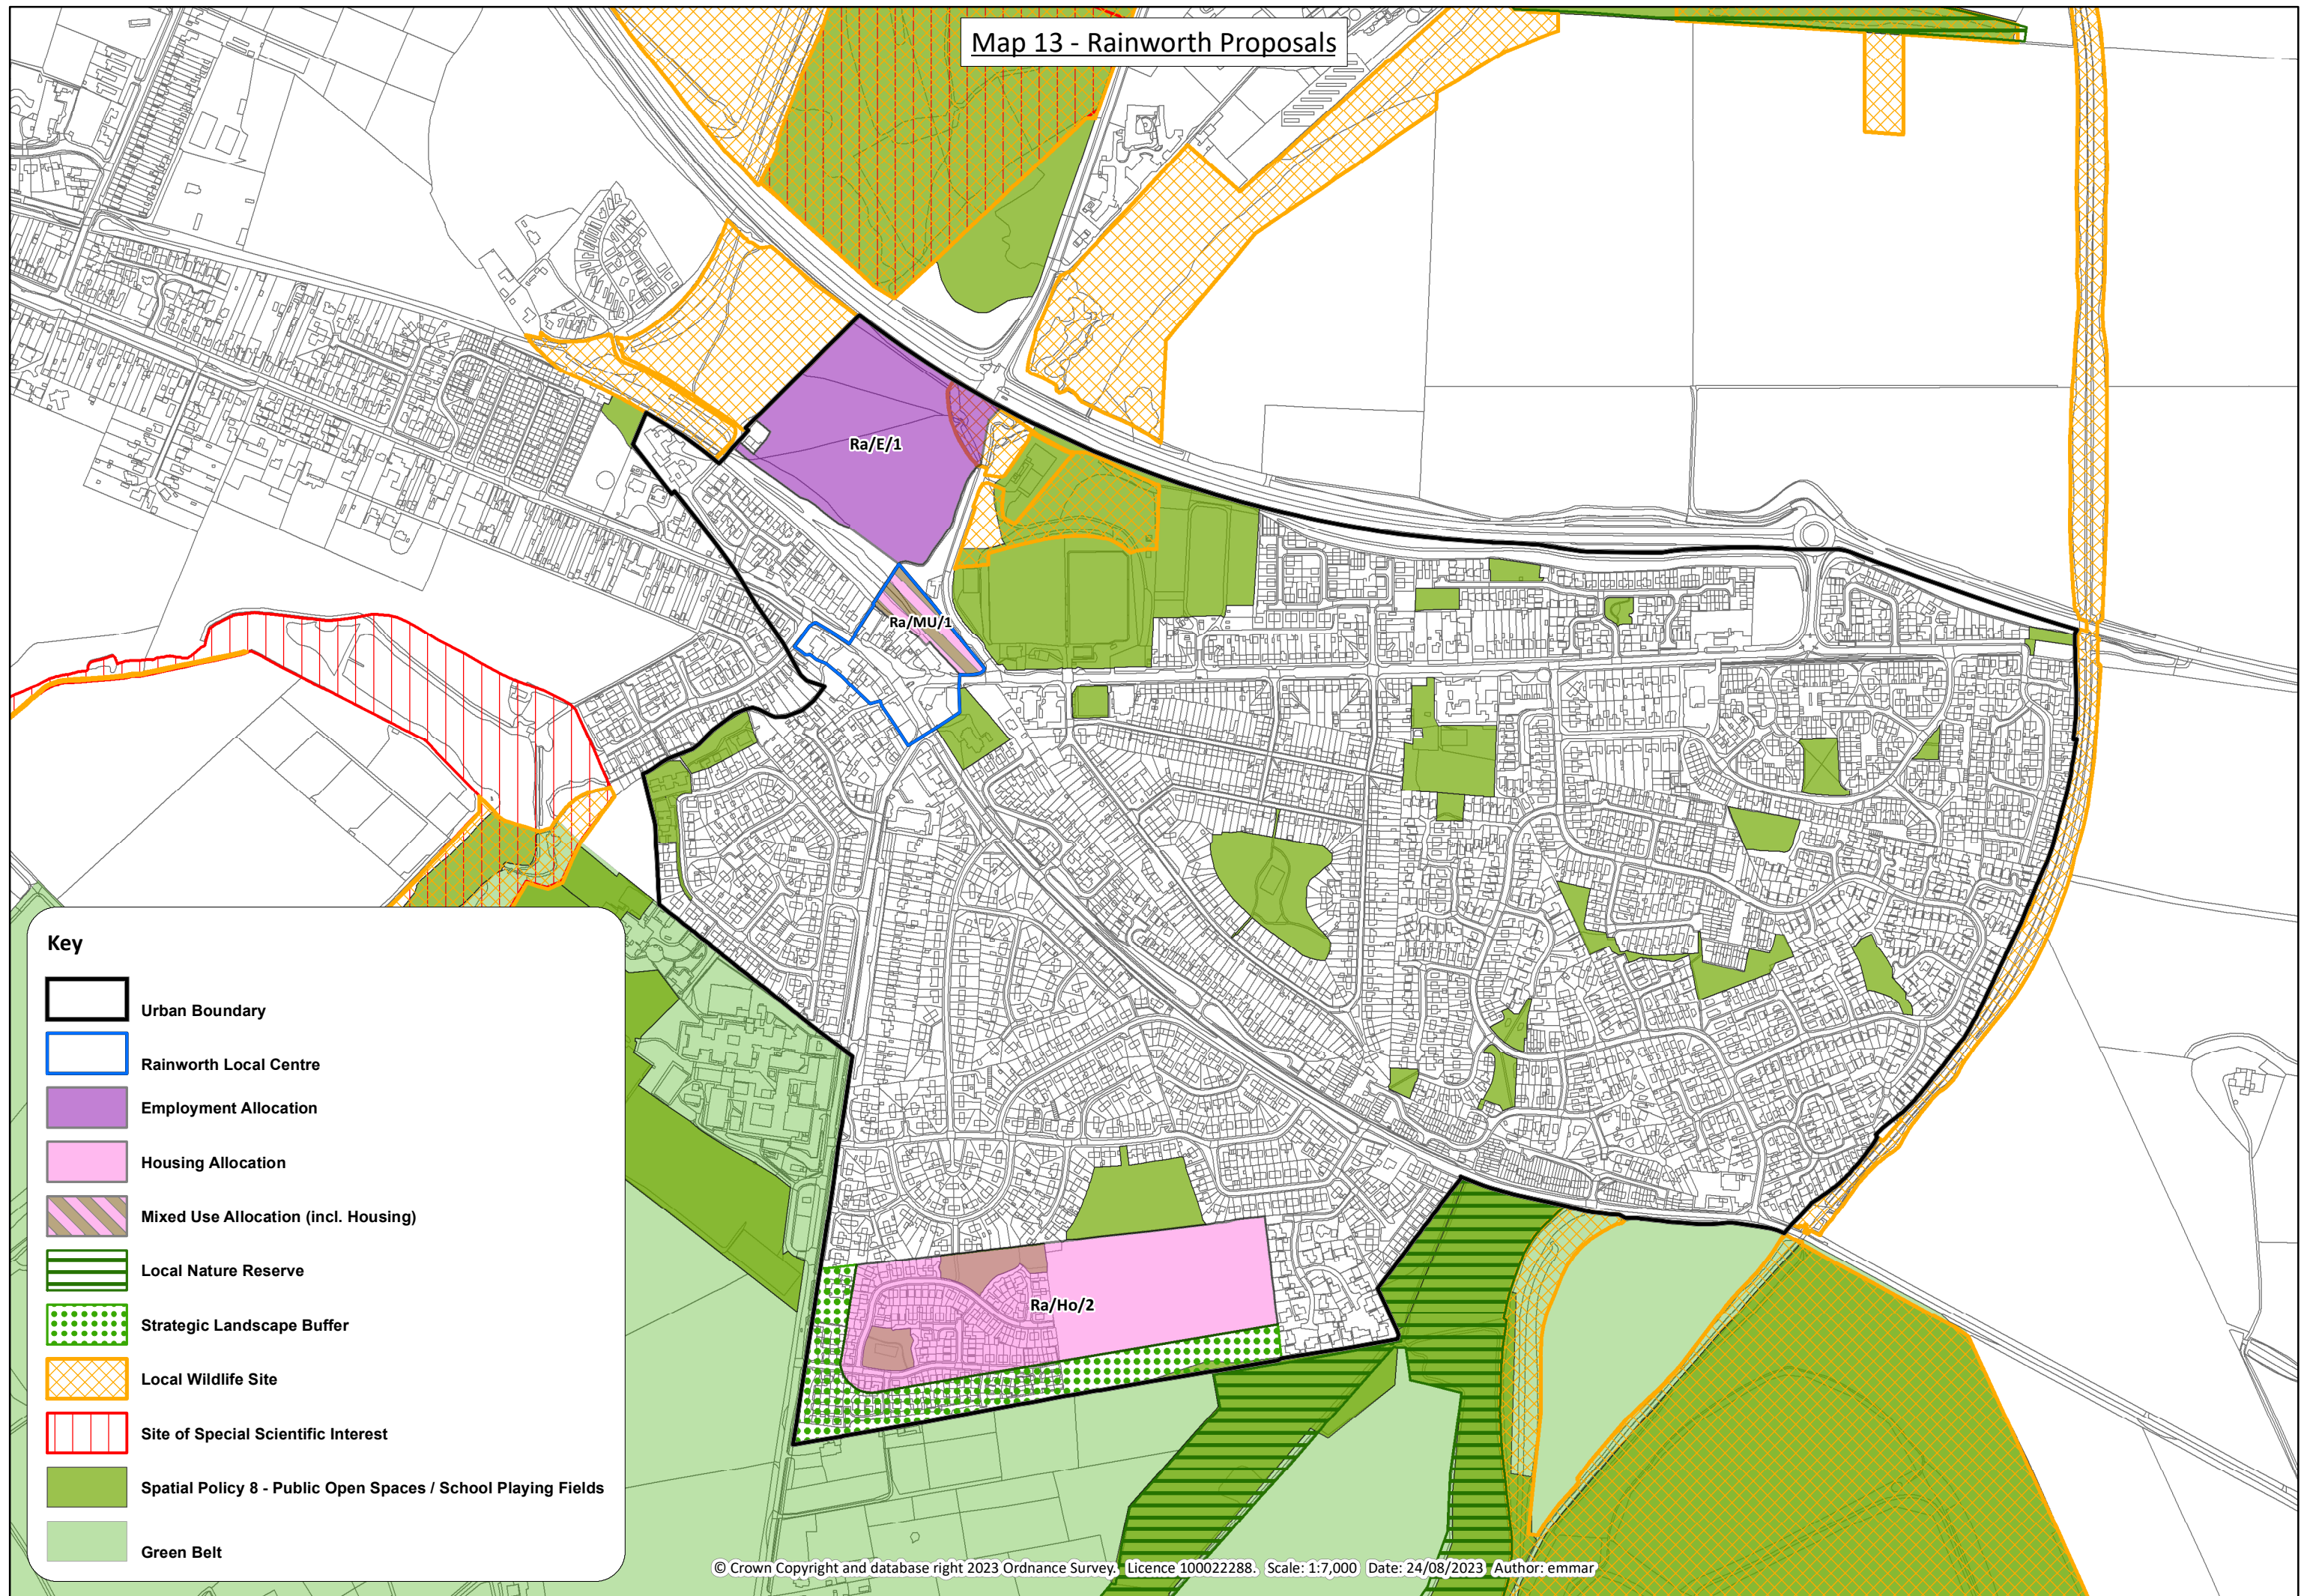 Map 13 - Rainworth Proposals
Ra/E/1
Ra/MU/1
Ra/Ho/2
Key
Urban Boundary
Rainworth Local Centre
Employment Allocation
Housing Allocation
Mixed Use Allocation (incl. Housing)
Local Nature Reserve
Strategic Landscape Buffer
Local Wildlife Site
Site of Special Scientific Interest
Spatial Policy 8 - Public Open Spaces / School Playing Fields
Green Belt
© Crown Copyright and database right 2023 Ordnance Survey. Licence 100022288. Scale: 1:7,000 Date: 24/08/2023 Author: emmar